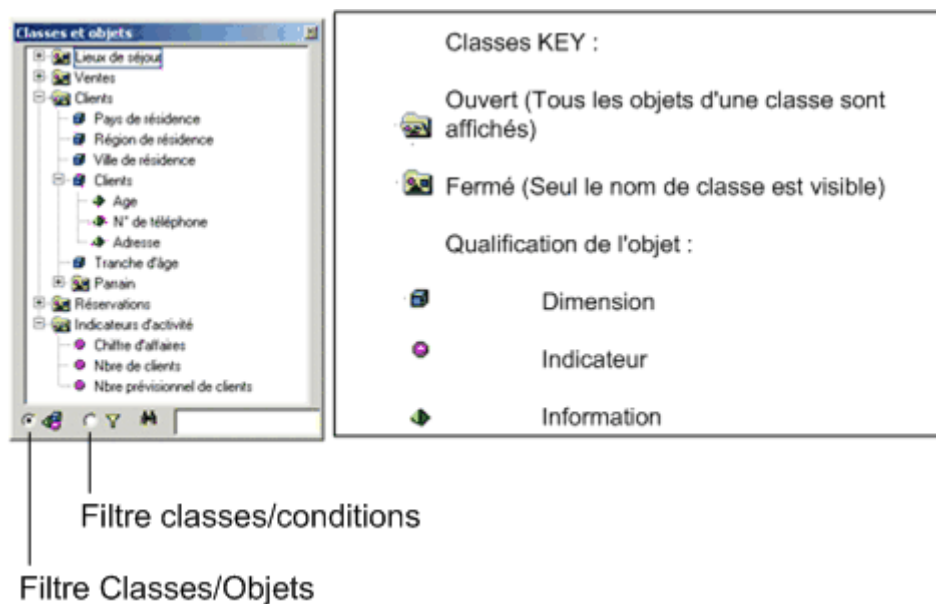 Classes et objets
Lieux de séjour
Ventes
Clients
Pays de résidence
Région de résidence
Ville de résidence
Clients
Age
N° de téléphone
Adresse
Tranche d'âge
Parrain
Réservations
Indicateurs d'activité
Chiffre d'affaires
Nbre de clients
Nbre prévisionnel de clients
Classes KEY :
Ouvert (Tous les objets d'une classe sont
affichés)
Fermé (Seul le nom de classe est visible)
Qualification de l'objet :
Dimension
Indicateur
Information
Filtre classes/conditions
Filtre Classes/Objets